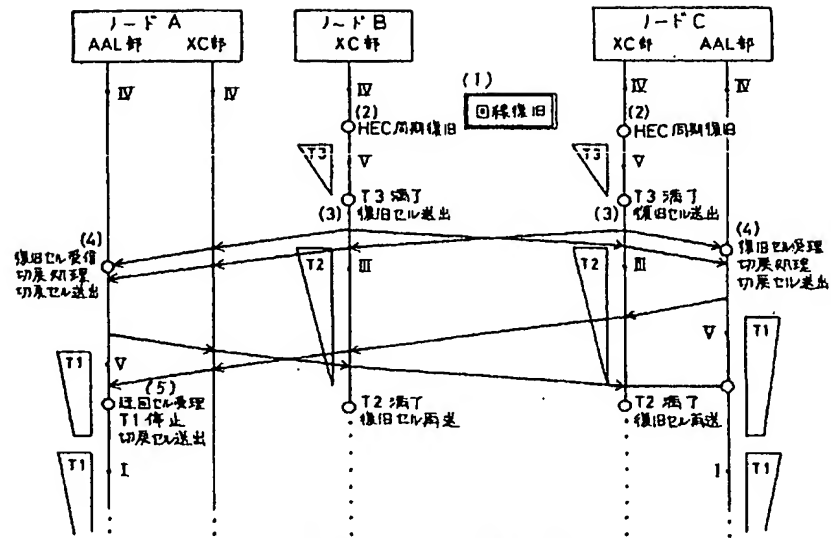 ノードA
AAL部 XC部
ノードB
XC部
ノードC
XC部 AAL部
IV IV IV IV IV
(1)
回線復旧
(2)
HEC同期復旧
(2)
HEC同期復旧
T3 V
T3 V
T3満了
(3) 復旧セル送出
T3満了
(3) 復旧セル送出
(4)
復旧セル受信
切戻処理
切戻セル送出
(4)
復旧セル受理
切戻処理
切戻セル送出
T2 III
T2 III
V T1
T1 V
(5)
迂回セル受理
T1停止
切戻セル送出
T2満了
復旧セル再送
T2満了
復旧セル再送
T1 I
I T1